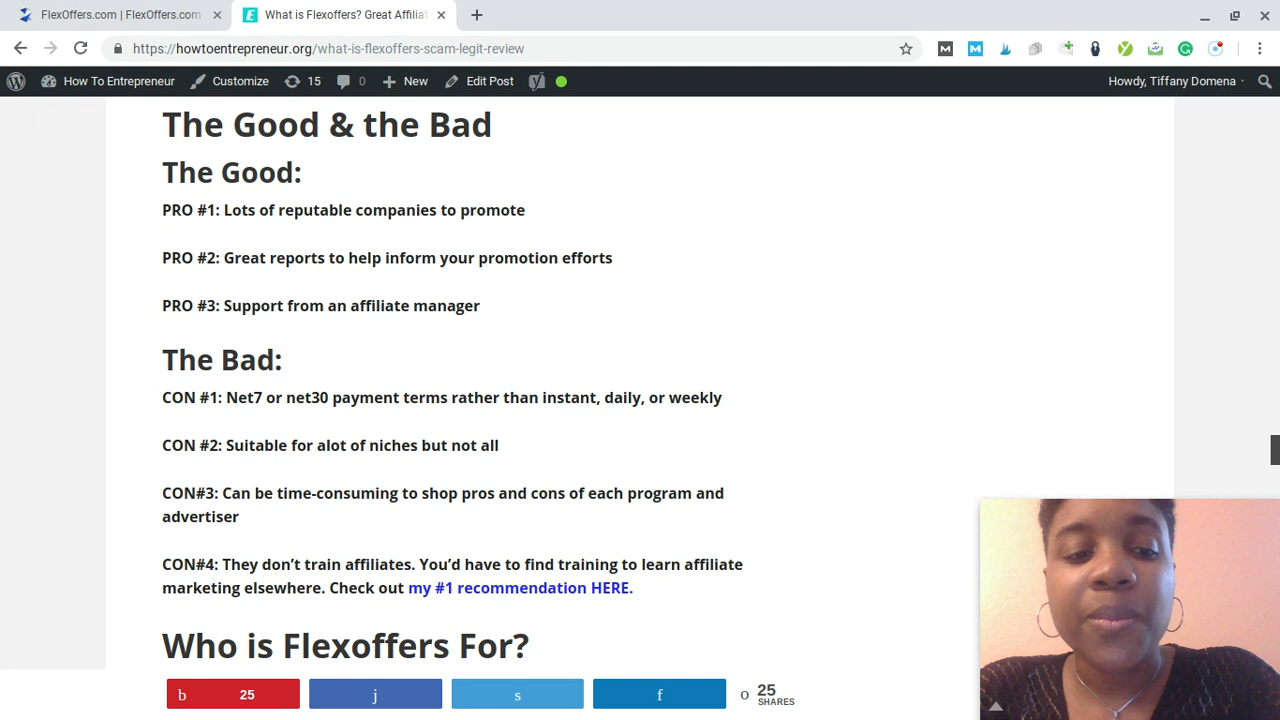 FlexOffers.com | FlexOffers.com
What is Flexoffers? Great Affiliat
https://howtoentrepreneur.org/what-is-flexoffers-scam-legit-review
How To Entrepreneur Customize 15 0 New Edit Post Howdy, Tiffany Domena
The Good & the Bad
The Good:
PRO #1: Lots of reputable companies to promote
PRO #2: Great reports to help inform your promotion efforts
PRO #3: Support from an affiliate manager
The Bad:
CON #1: Net7 or net30 payment terms rather than instant, daily, or weekly
CON #2: Suitable for alot of niches but not all
CON#3: Can be time-consuming to shop pros and cons of each program and
advertiser
CON#4: They don’t train affiliates. You’d have to find training to learn affiliate
marketing elsewhere. Check out my #1 recommendation HERE.
Who is Flexoffers For?
b 25 j s f o 25
SHARES